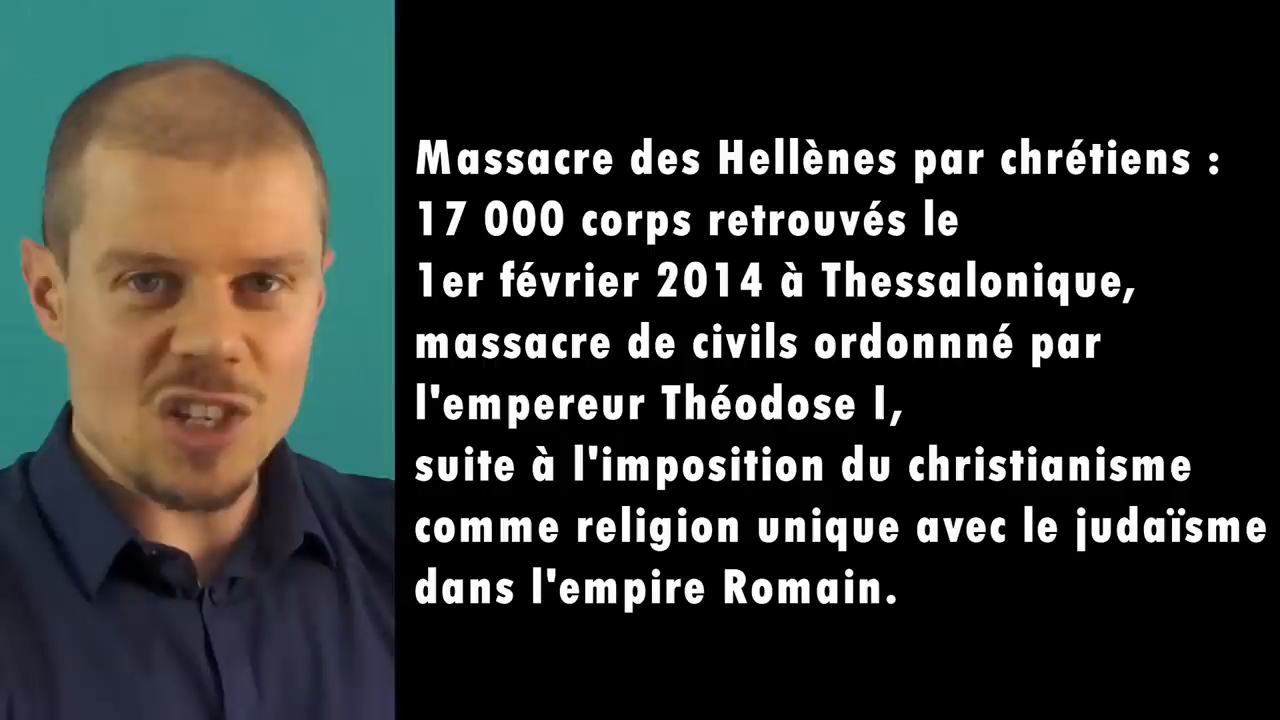 Massacre des Hellènes par chrétiens :
17 000 corps retrouvés le
1er février 2014 à Thessalonique,
massacre de civils ordonnné par
l'empereur Théodose I,
suite à l'imposition du christianisme
comme religion unique avec le judaïsme
dans l'empire Romain.